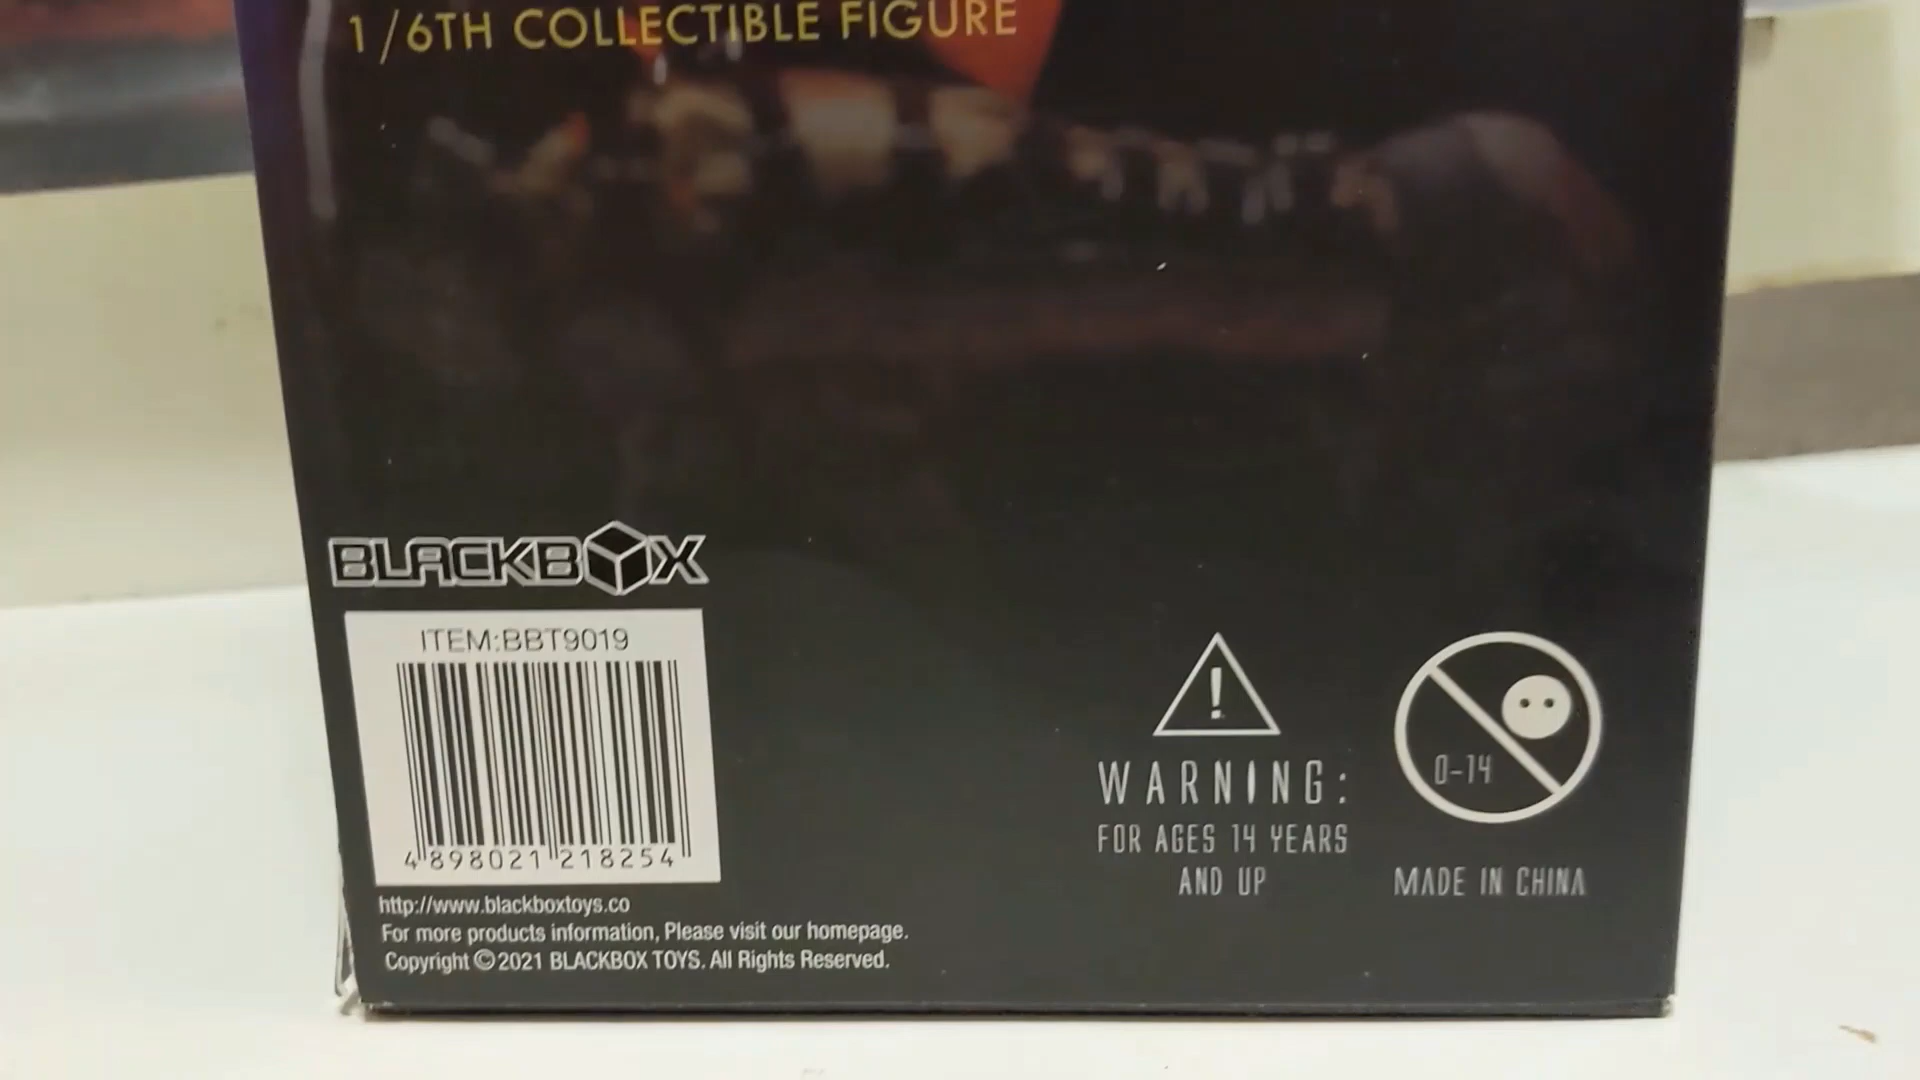 1/6TH COLLECTIBLE FIGURE
BLACKBOX
ITEM:BBT9019
4 898021 218254
http://www.blackboxtoys.co
For more products information, Please visit our homepage.
Copyright ©2021 BLACKBOX TOYS. All Rights Reserved.
!
WARNING:
FOR AGES 14 YEARS
AND UP
0-14
MADE IN CHINA